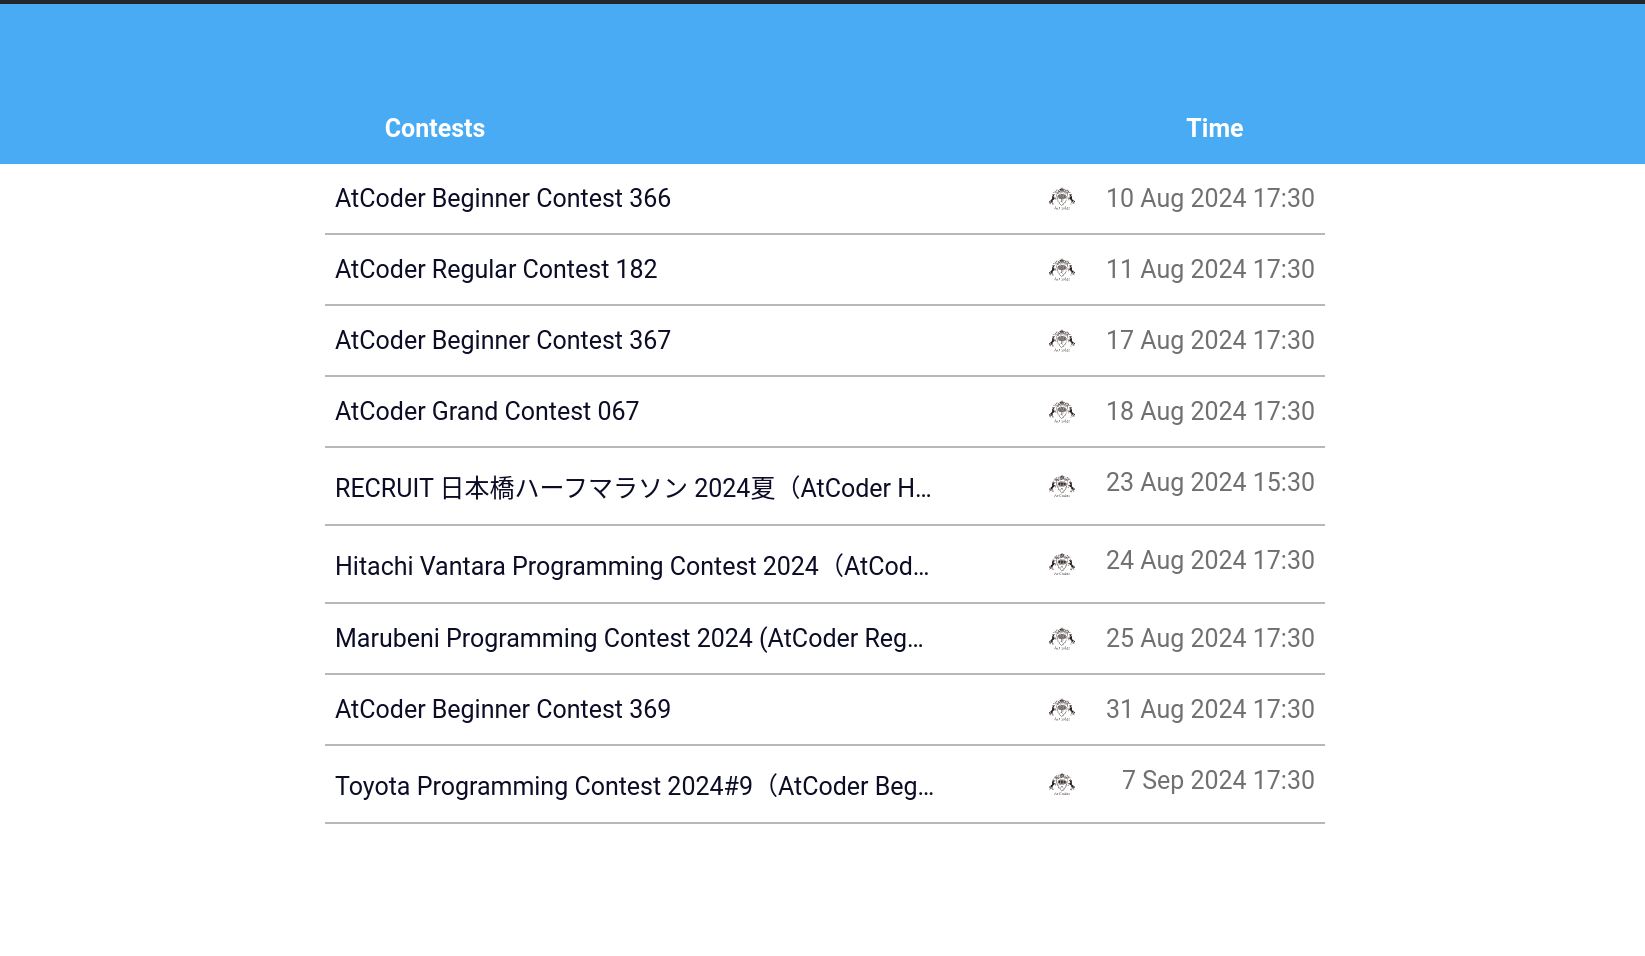 Contests Time
AtCoder Beginner Contest 366 10 Aug 2024 17:30
AtCoder Regular Contest 182 11 Aug 2024 17:30
AtCoder Beginner Contest 367 17 Aug 2024 17:30
AtCoder Grand Contest 067 18 Aug 2024 17:30
RECRUIT 日本橋ハーフマラソン 2024夏（AtCoder H... 23 Aug 2024 15:30
Hitachi Vantara Programming Contest 2024（AtCod... 24 Aug 2024 17:30
Marubeni Programming Contest 2024 (AtCoder Reg... 25 Aug 2024 17:30
AtCoder Beginner Contest 369 31 Aug 2024 17:30
Toyota Programming Contest 2024#9（AtCoder Beg... 7 Sep 2024 17:30